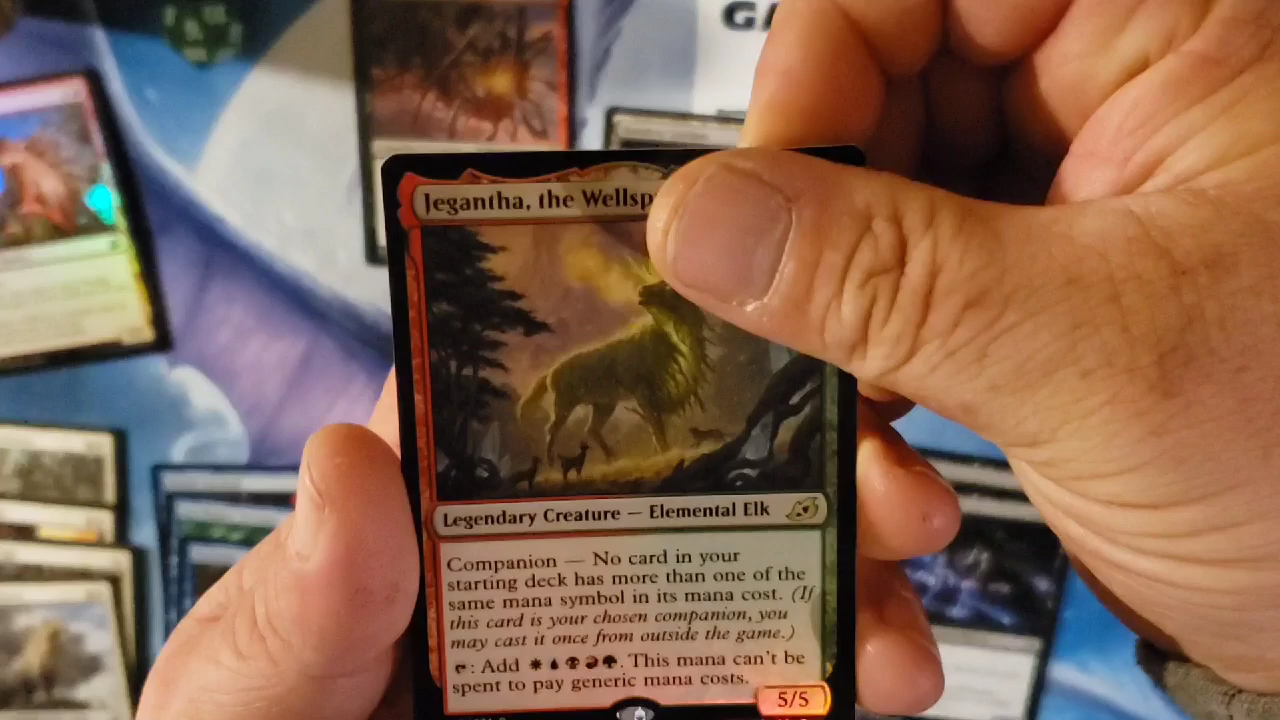 GA
Jegantha, the Wellsp
Legendary Creature — Elemental Elk
Companion — No card in your
starting deck has more than one of the
same mana symbol in its mana cost. (If
this card is your chosen companion, you
may cast it once from outside the game.)
: Add . This mana can't be
spent to pay generic mana costs.
5/5